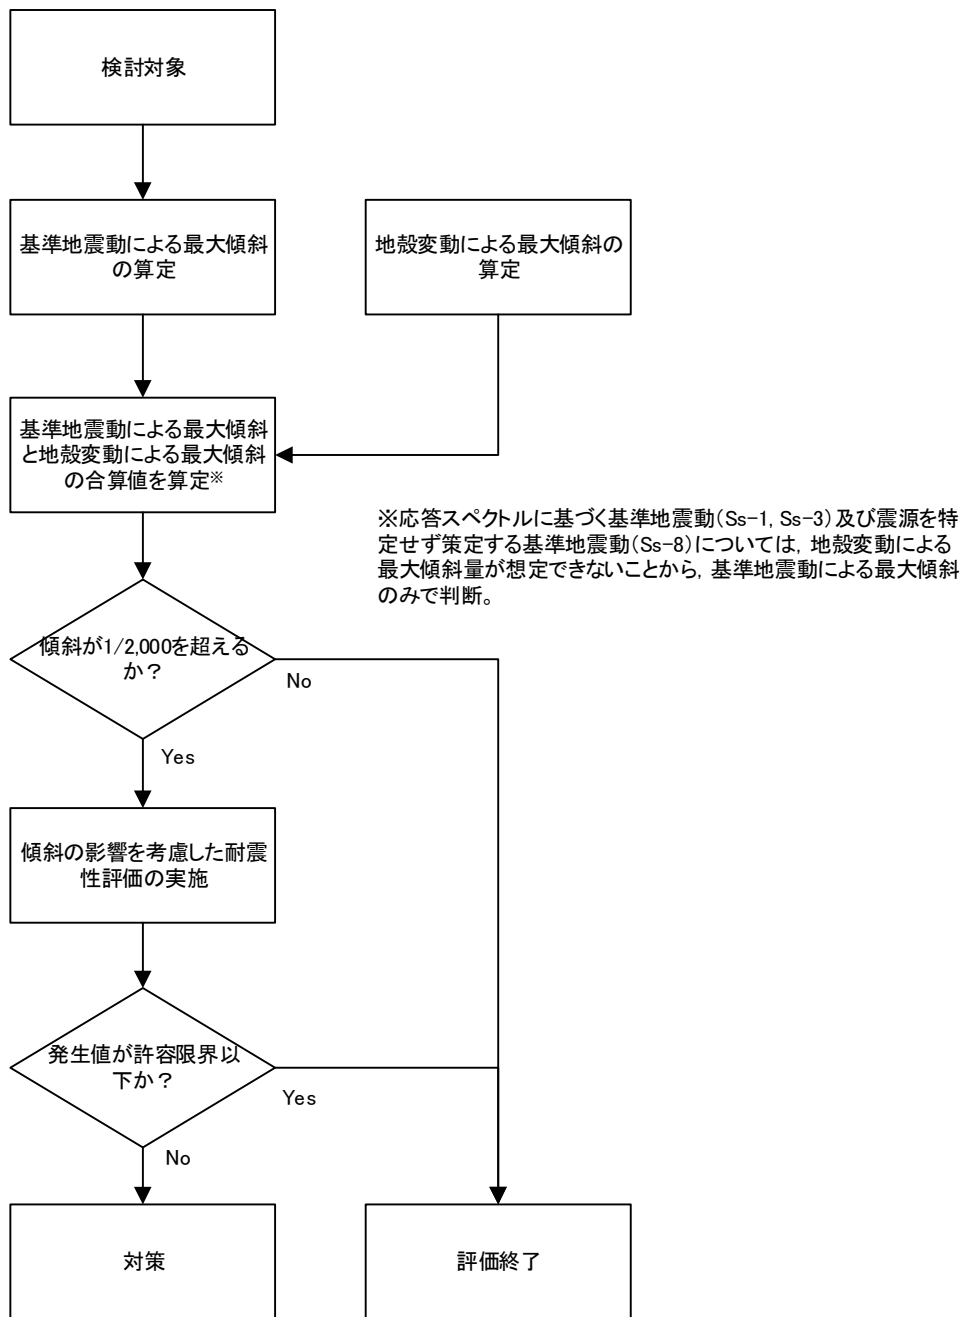 検討対象
基準地震動による最大傾斜
の算定
地殻変動による最大傾斜の
算定
基準地震動による最大傾斜
と地殻変動による最大傾斜
の合算値を算定※
※応答スペクトルに基づく基準地震動(Ss-1, Ss-3)及び震源を特
定せず策定する基準地震動(Ss-8)については, 地殻変動による
最大傾斜量が想定できないことから, 基準地震動による最大傾斜
のみで判断。
傾斜が1/2,000を超える
か？
No
Yes
傾斜の影響を考慮した耐震
性評価の実施
発生値が許容限界以
下か？
Yes
No
対策
評価終了